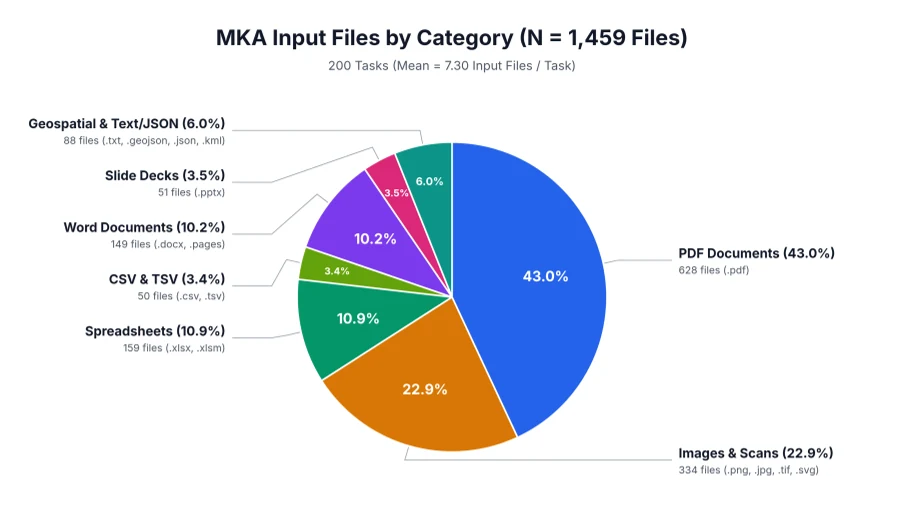 MKA Input Files by Category (N = 1,459 Files)
200 Tasks (Mean = 7.30 Input Files / Task)
Geospatial & Text/JSON (6.0%)
88 files (.txt, .geojson, .json, .kml)
Slide Decks (3.5%)
51 files (.pptx)
Word Documents (10.2%)
149 files (.docx, .pages)
CSV & TSV (3.4%)
50 files (.csv, .tsv)
Spreadsheets (10.9%)
159 files (.xlsx, .xlsm)
6.0%
3.5%
10.2%
3.4%
10.9%
22.9%
43.0%
PDF Documents (43.0%)
628 files (.pdf)
Images & Scans (22.9%)
334 files (.png, .jpg, .tif, .svg)